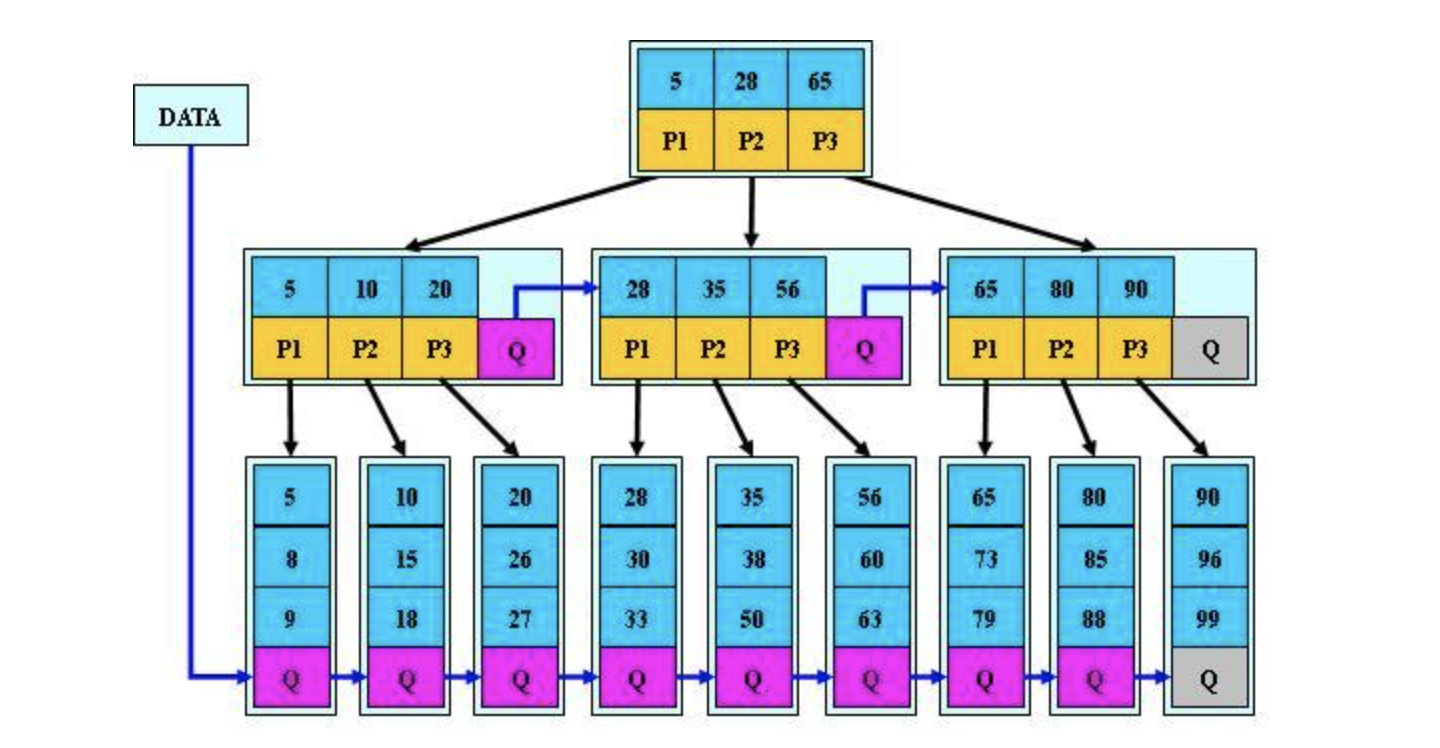 5 28 65
DATA
P1 P2 P3
5 10 20
28 35 56
65 80 90
P1 P2 P3 Q
P1 P2 P3 Q
P1 P2 P3 Q
5 10 20 28 35 56 65 80 90
8 15 26 30 38 60 73 85 96
9 18 27 33 50 63 79 88 99
Q Q Q Q Q Q Q Q Q